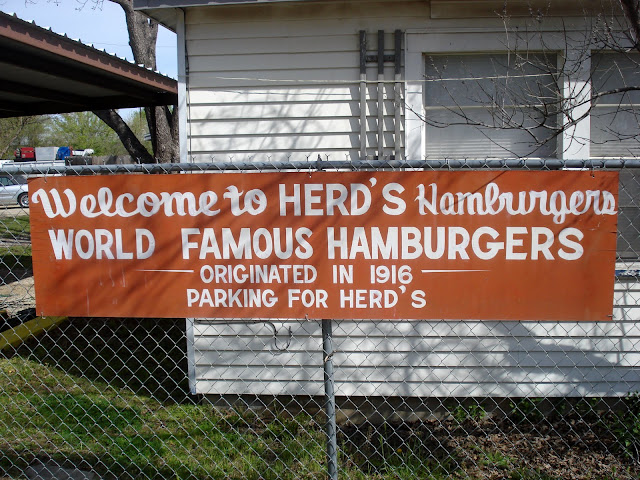 Welcome to HERD'S Hamburgers
WORLD FAMOUS HAMBURGERS
ORIGINATED IN 1916
PARKING FOR HERD'S